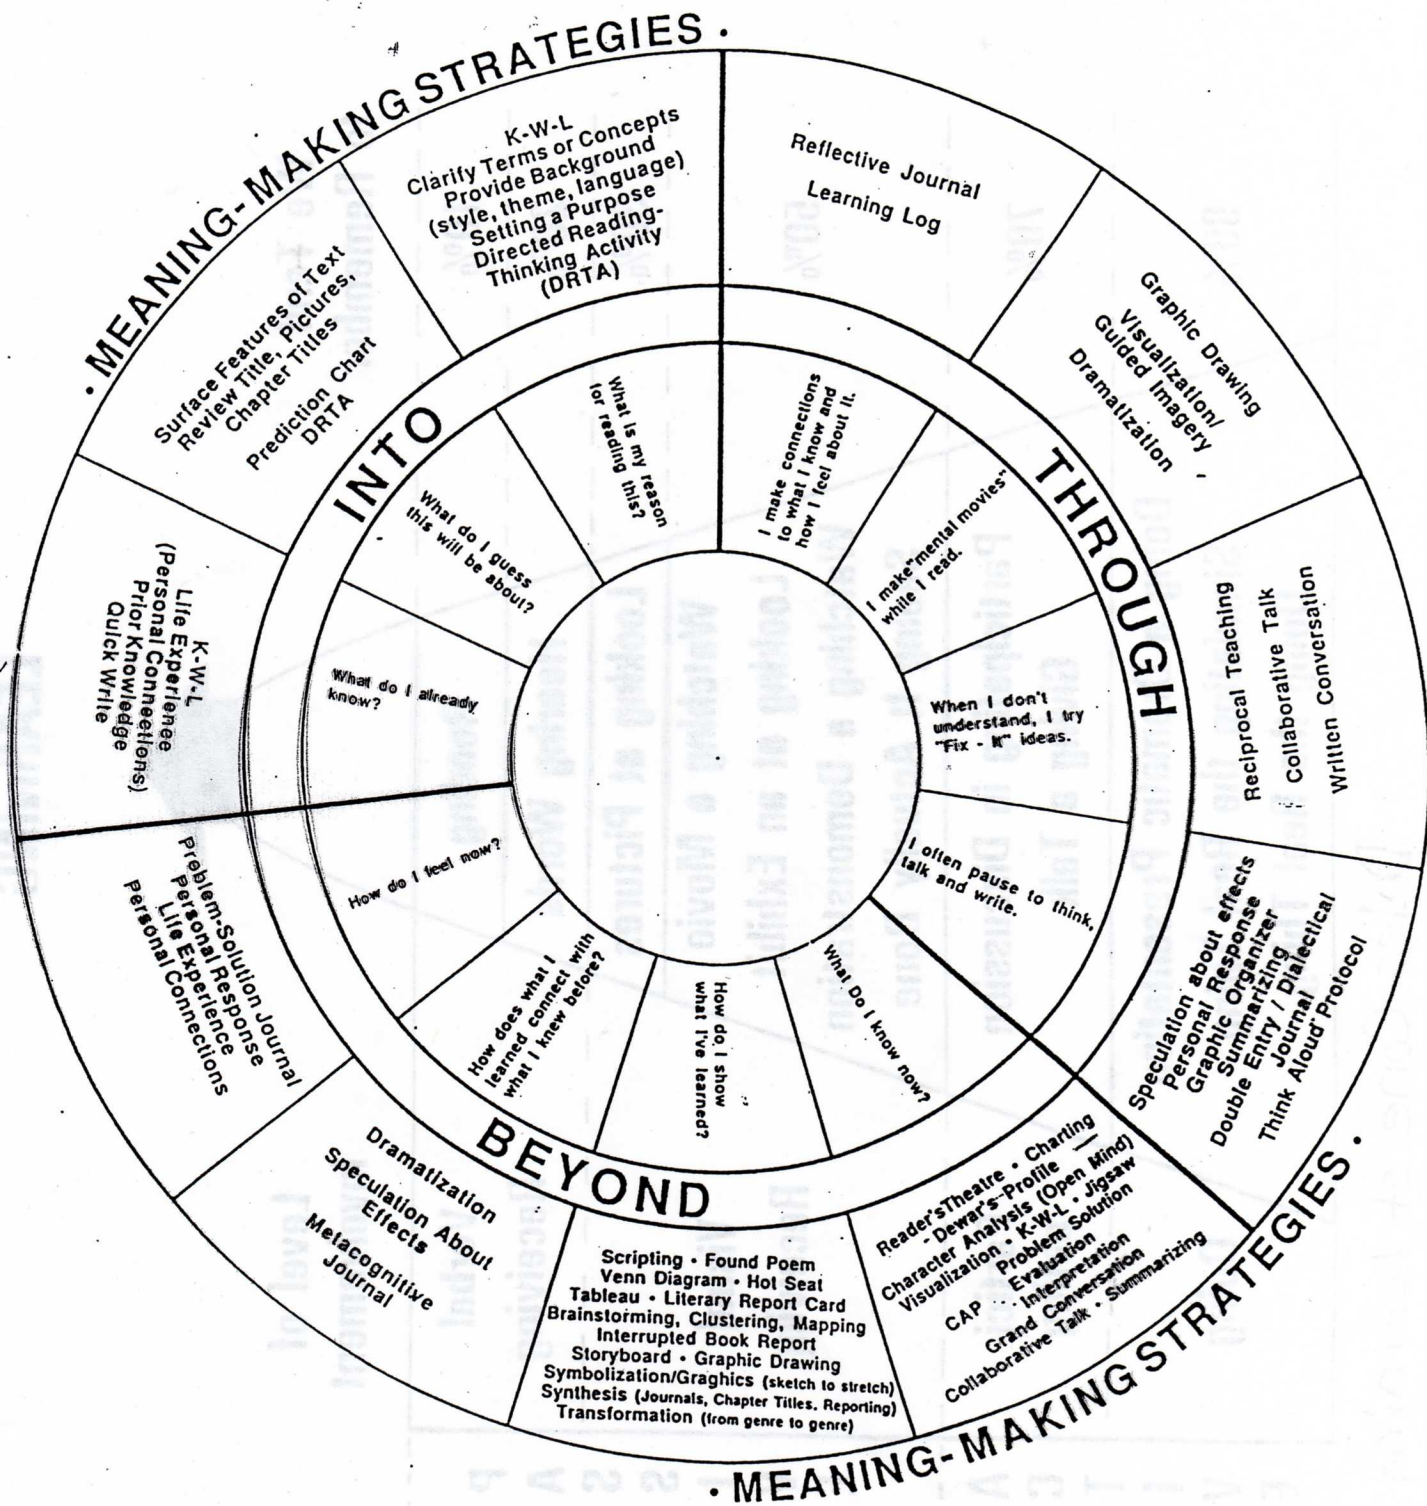 · MEANING-MAKING STRATEGIES ·
K-W-L
Clarify Terms or Concepts
Provide Background
(style, theme, language)
Setting a Purpose
Directed Reading-
Thinking Activity
(DRTA)
Surface Features of Text
Review Title, Pictures,
Chapter Titles
Prediction Chart
DRTA
K-W-L
Life Experience
(Personal Connections)
Prior Knowledge
Quick Write
INTO
What is my reason
for reading this?
What do I guess
this will be about?
What do I already
know?
Reflective Journal
Learning Log
Graphic Drawing
Visualization/
Guided Imagery
Dramatization
Reciprocal Teaching
Collaborative Talk
Written Conversation
Speculation about effects
Personal Response
Graphic Organizer
Summarizing
Double Entry / Dialectical
Journal
Think Aloud Protocol
THROUGH
I make connections
to what I know and
how I feel about it.
I make "mental movies"
while I read.
When I don't
understand, I try
"Fix - It" ideas.
I often pause to think,
talk and write.
BEYOND
What Do I know now?
How do I show
what I've learned?
How does what I
learned connect with
what I knew before?
How do I feel now?
Reader's Theatre · Charting
- Dewar's--Profile
Character Analysis (Open Mind)
Visualization · K-W-L · Jigsaw
Problem Solution
CAP ... Evaluation
Interpretation
Grand Conversation
Collaborative Talk · Summarizing
Scripting · Found Poem
Venn Diagram · Hot Seat
Tableau · Literary Report Card
Brainstorming, Clustering, Mapping
Interrupted Book Report
Storyboard · Graphic Drawing
Symbolization/Graghics (sketch to stretch)
Synthesis (Journals, Chapter Titles. Reporting)
Transformation (from genre to genre)
Dramatization
Speculation About
Effects
Metacognitive
Journal
Problem-Solution Journal
Personal Response
Life Experience
Personal Connections
· MEANING-MAKING STRATEGIES ·